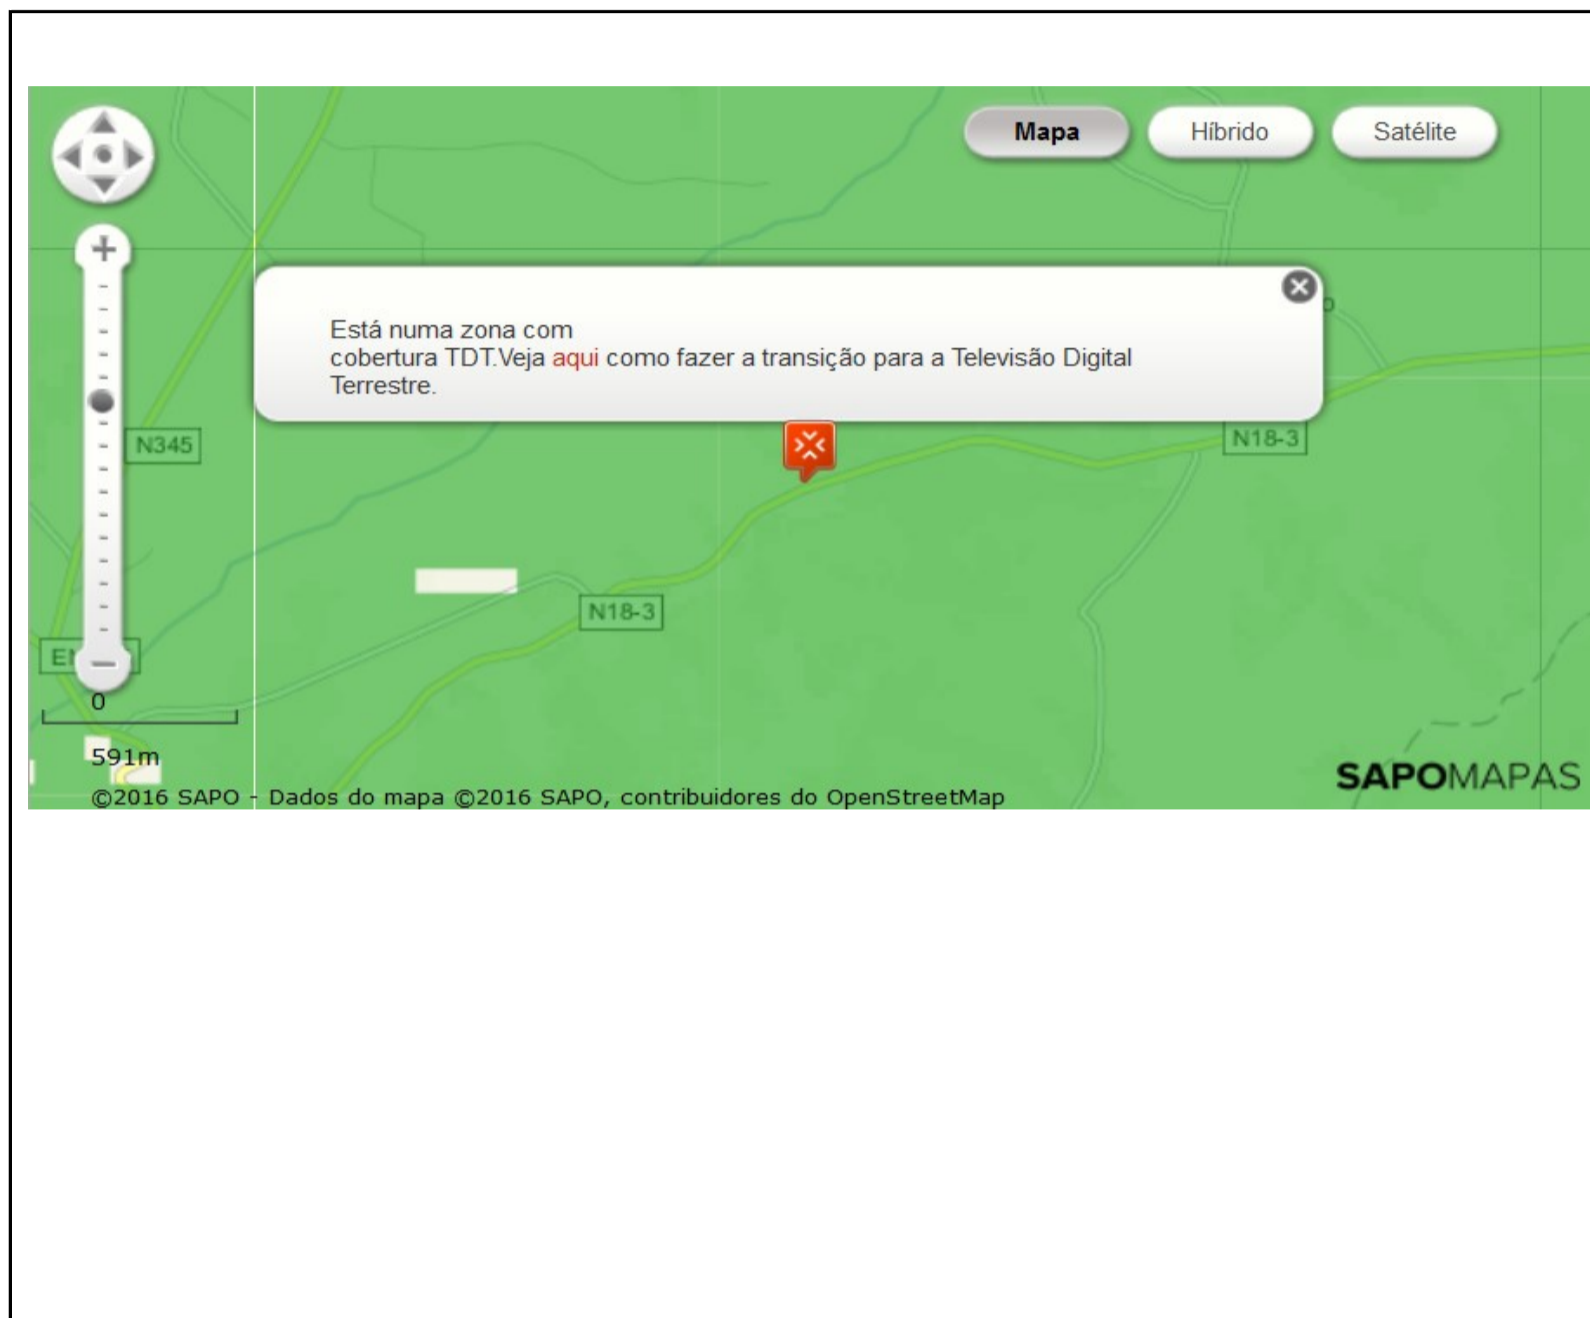 Mapa Híbrido Satélite
Está numa zona com
cobertura TDT.Veja aqui como fazer a transição para a Televisão Digital
Terrestre.
N345
N18-3
N18-3
0
591m
SAPOMAPAS
©2016 SAPO - Dados do mapa ©2016 SAPO, contribuidores do OpenStreetMap